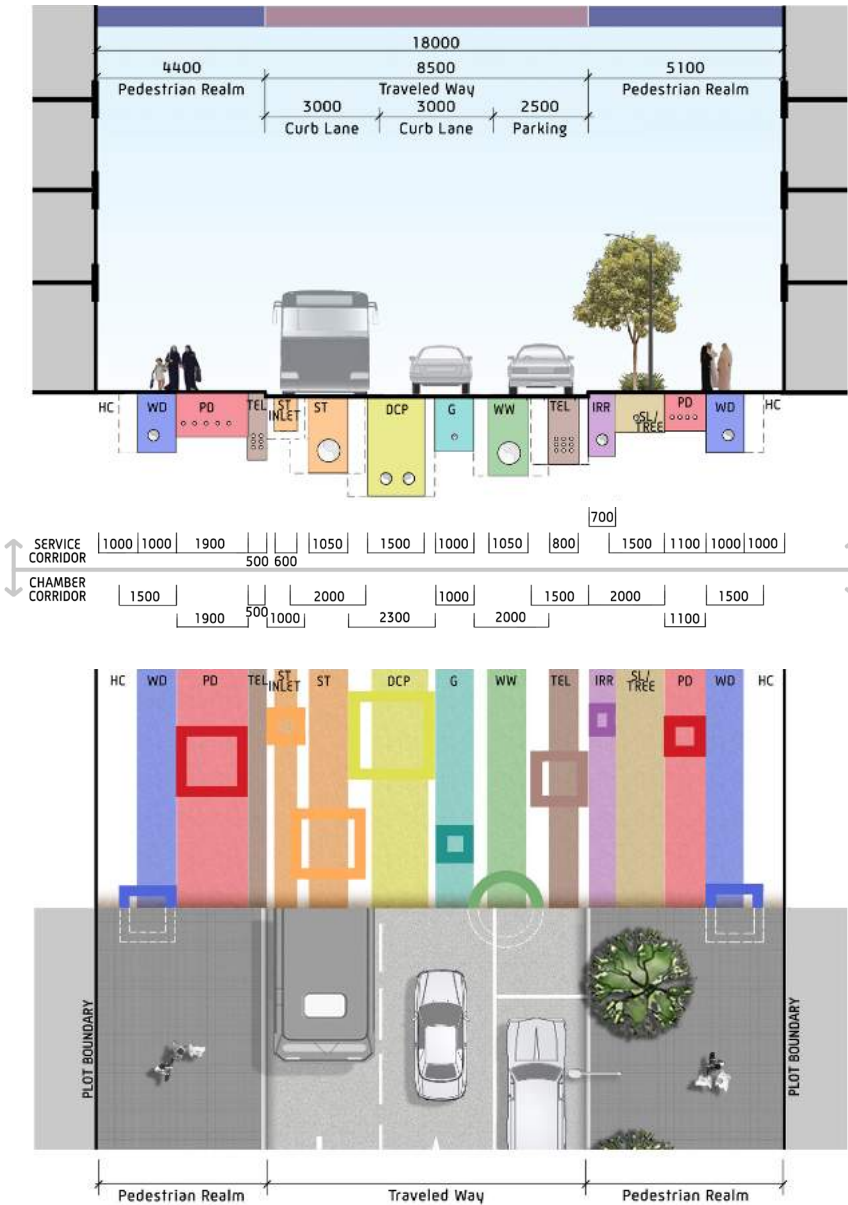 18000
4400 8500 5100
Pedestrian Realm Traveled Way Pedestrian Realm
3000 3000 2500
Curb Lane Curb Lane Parking
HC WD PD TEL ST INLET ST DCP G WW TEL IRR SL/ TREE PD WD HC
700
SERVICE CORRIDOR
1000 1000 1900 500 600 1050 1500 1000 1050 800 1500 1100 1000 1000
CHAMBER CORRIDOR
1500 500 2000 1000 1500 2000 1500
1900 1000 2300 2000 1100
HC WD PD TEL ST INLET ST DCP G WW TEL IRR SL/ TREE PD WD HC
PLOT BOUNDARY
PLOT BOUNDARY
Pedestrian Realm Traveled Way Pedestrian Realm